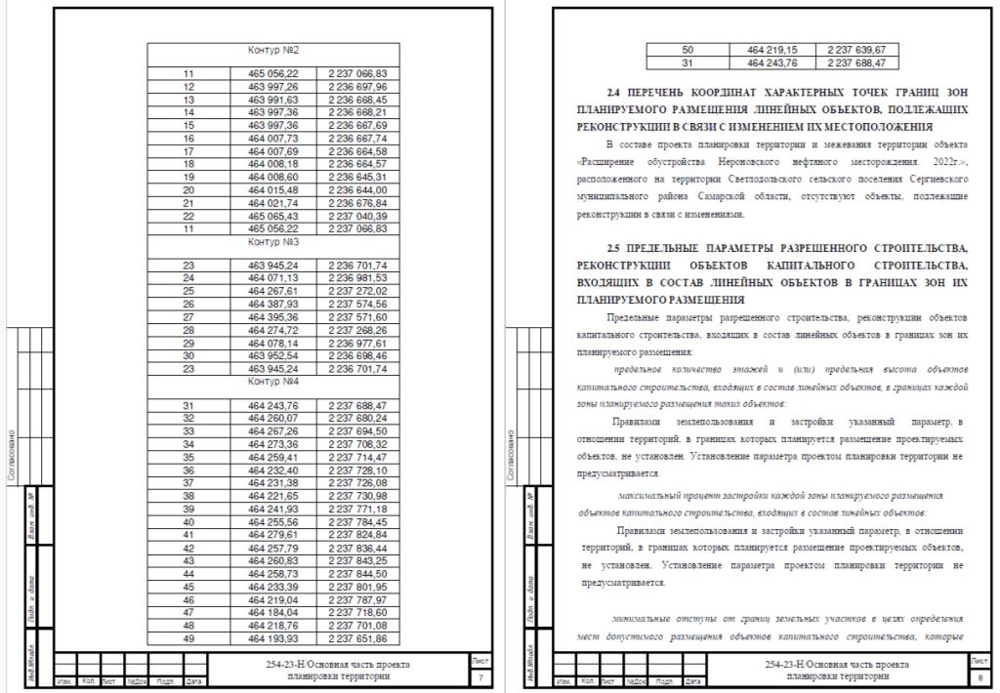 Контур №2
11 465 056,22 2 237 066,83
12 463 997,26 2 236 697,96
13 463 991,63 2 236 668,45
14 463 997,36 2 236 668,21
15 463 997,36 2 236 667,69
16 464 007,73 2 236 667,74
17 464 007,69 2 236 664,58
18 464 008,18 2 236 664,57
19 464 008,60 2 236 645,31
20 464 015,48 2 236 644,00
21 464 021,74 2 236 676,84
22 465 065,43 2 237 040,39
11 465 056,22 2 237 066,83
Контур №3
23 463 945,24 2 236 701,74
24 464 071,13 2 236 981,53
25 464 267,61 2 237 272,02
26 464 387,93 2 237 574,56
27 464 395,36 2 237 571,60
28 464 274,72 2 237 268,26
29 464 078,14 2 236 977,61
30 463 952,54 2 236 698,46
23 463 945,24 2 236 701,74
Контур №4
31 464 243,76 2 237 688,47
32 464 260,07 2 237 680,24
33 464 267,26 2 237 694,50
34 464 273,36 2 237 708,32
35 464 259,41 2 237 714,47
36 464 232,40 2 237 728,10
37 464 231,38 2 237 726,08
38 464 221,65 2 237 730,98
39 464 241,93 2 237 771,18
40 464 255,56 2 237 784,45
41 464 279,61 2 237 824,84
42 464 257,79 2 237 836,44
43 464 260,83 2 237 843,25
44 464 258,73 2 237 844,50
45 464 233,39 2 237 801,95
46 464 219,04 2 237 787,97
47 464 184,04 2 237 718,60
48 464 218,76 2 237 701,08
49 464 193,93 2 237 651,86
Согласовано
Взам. инв. №
Подп. и дата
Инв.№подл.
Изм. Кол. Лист №Док Подп. Дата
254-23-Н/Основная часть проекта
планировки территории
Лист
7
50 464 219,15 2 237 639,67
31 464 243,76 2 237 688,47
2.4 ПЕРЕЧЕНЬ КООРДИНАТ ХАРАКТЕРНЫХ ТОЧЕК ГРАНИЦ ЗОН
ПЛАНИРУЕМОГО РАЗМЕЩЕНИЯ ЛИНЕЙНЫХ ОБЪЕКТОВ, ПОДЛЕЖАЩИХ
РЕКОНСТРУКЦИИ В СВЯЗИ С ИЗМЕНЕНИЕМ ИХ МЕСТОПОЛОЖЕНИЯ
В составе проекта планировки территории и межевания территории объекта
«Расширение обустройства Нероновского нефтяного месторождения. 2022г.»,
расположенного на территории Светлодольского сельского поселения Сергиевского
муниципального района Самарской области, отсутствуют объекты, подлежащие
реконструкции в связи с изменениями.
2.5 ПРЕДЕЛЬНЫЕ ПАРАМЕТРЫ РАЗРЕШЕННОГО СТРОИТЕЛЬСТВА,
РЕКОНСТРУКЦИИ ОБЪЕКТОВ КАПИТАЛЬНОГО СТРОИТЕЛЬСТВА,
ВХОДЯЩИХ В СОСТАВ ЛИНЕЙНЫХ ОБЪЕКТОВ В ГРАНИЦАХ ЗОН ИХ
ПЛАНИРУЕМОГО РАЗМЕЩЕНИЯ
Предельные параметры разрешенного строительства, реконструкции объектов
капитального строительства, входящих в состав линейных объектов в границах зон их
планируемого размещения:
предельное количество этажей и (или) предельная высота объектов
капитального строительства, входящих в состав линейных объектов, в границах каждой
зоны планируемого размещения таких объектов:
Правилами землепользования и застройки указанный параметр, в
отношении территорий, в границах которых планируется размещение проектируемых
объектов, не установлен. Установление параметра проектом планировки территории не
предусматривается.
максимальный процент застройки каждой зоны планируемого размещения
объектов капитального строительства, входящих в состав линейных объектов:
Правилами землепользования и застройки указанный параметр, в отношении
территорий, в границах которых планируется размещение проектируемых объектов,
не установлен. Установление параметра проектом планировки территории не
предусматривается.
минимальные отступы от границ земельных участков в целях определения
мест допустимого размещения объектов капитального строительства, которые
Согласовано
Взам. инв. №
Подп. и дата
Инв.№подл.
Изм. Кол. Лист №Док Подп. Дата
254-23-Н/Основная часть проекта
планировки территории
Лист
8